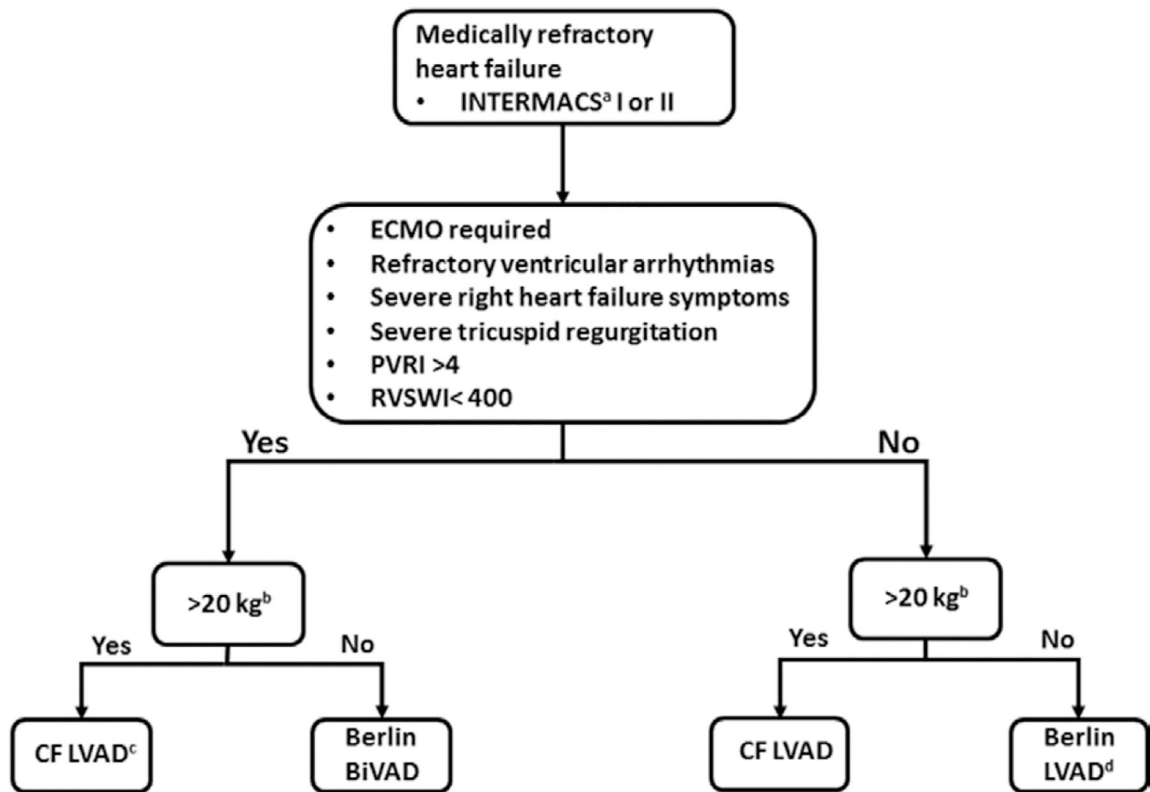 Medically refractory
heart failure
• INTERMACSᵃ I or II
• ECMO required
• Refractory ventricular arrhythmias
• Severe right heart failure symptoms
• Severe tricuspid regurgitation
• PVRI >4
• RVSWI< 400
Yes
No
>20 kgᵇ
>20 kgᵇ
Yes
No
Yes
No
CF LVADᶜ
Berlin
BiVAD
CF LVAD
Berlin
LVADᵈ